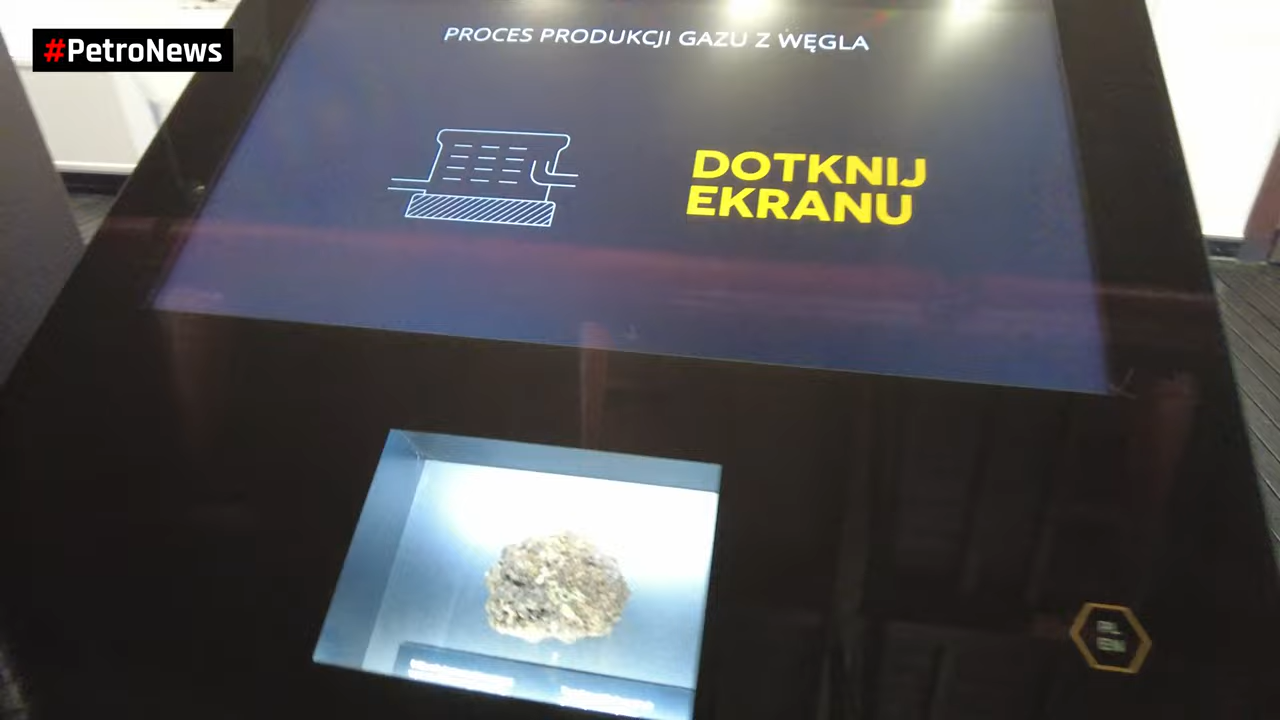 #PetroNews
PROCES PRODUKCJI GAZU Z WĘGLA
DOTKNIJ
EKRANU
PL
EN